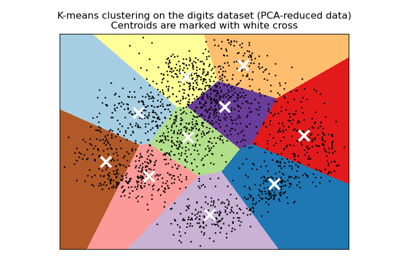 K-means clustering on the digits dataset (PCA-reduced data)
Centroids are marked with white cross